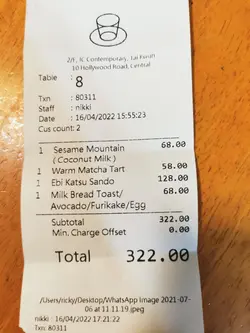 2/F, JC Contemporary, Tai Kwun
10 Hollywood Road, Central
Table : 8
Txn : 80311
Staff : nikki
Date : 16/04/2022 15:55:23
Cus count: 2
1 Sesame Mountain 68.00
(Coconut Milk)
1 Warm Matcha Tart 58.00
1 Ebi Katsu Sando 128.00
1 Milk Bread Toast/ 68.00
Avocado/Furikake/Egg
Subtotal 322.00
Min. Charge Offset 0.00
Total 322.00
/Users/ricky/Desktop/WhatsApp Image 2021-07-
06 at 11.11.19.jpeg
nikki : 16/04/2022 17:21:22
Txn: 80311